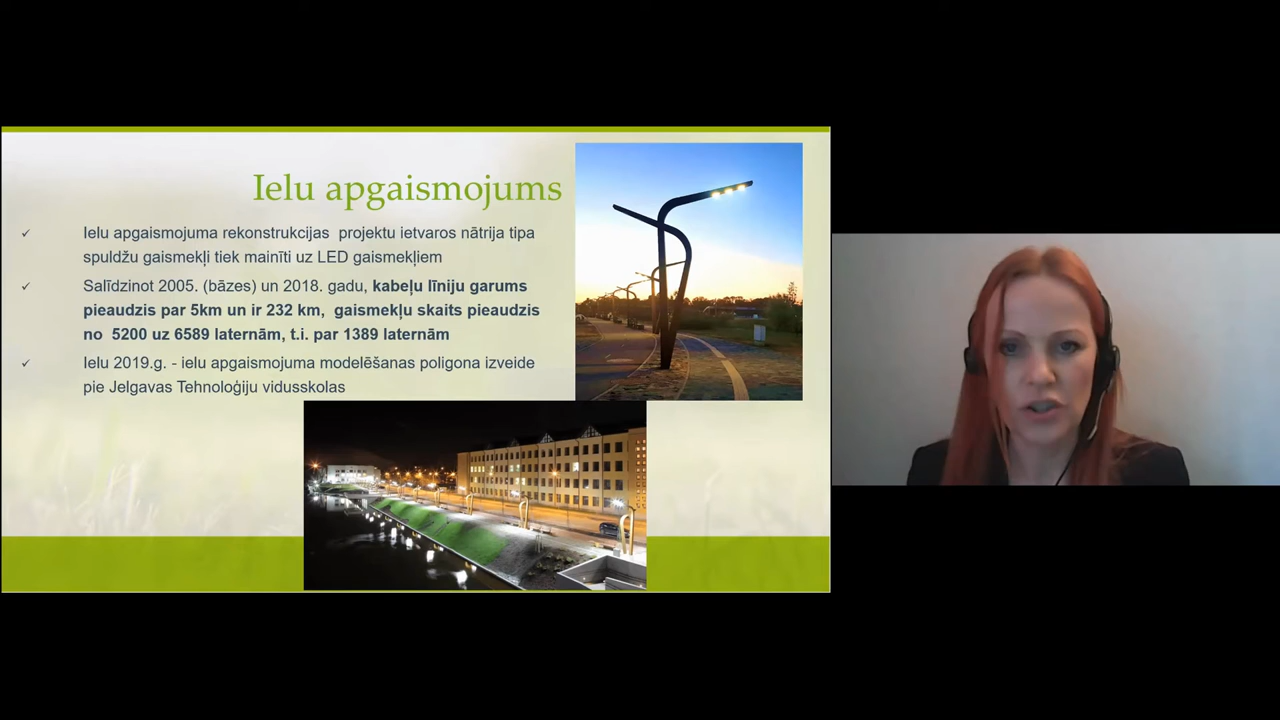 Ielu apgaismojums
✓ Ielu apgaismojuma rekonstrukcijas projektu ietvaros nātrija tipa
spuldžu gaismekļi tiek mainīti uz LED gaismekļiem
✓ Salīdzinot 2005. (bāzes) un 2018. gadu, kabeļu līniju garums
pieaudzis par 5km un ir 232 km, gaismekļu skaits pieaudzis
no 5200 uz 6589 laternām, t.i. par 1389 laternām
✓ Ielu 2019.g. - ielu apgaismojuma modelēšanas poligona izveide
pie Jelgavas Tehnoloģiju vidusskolas